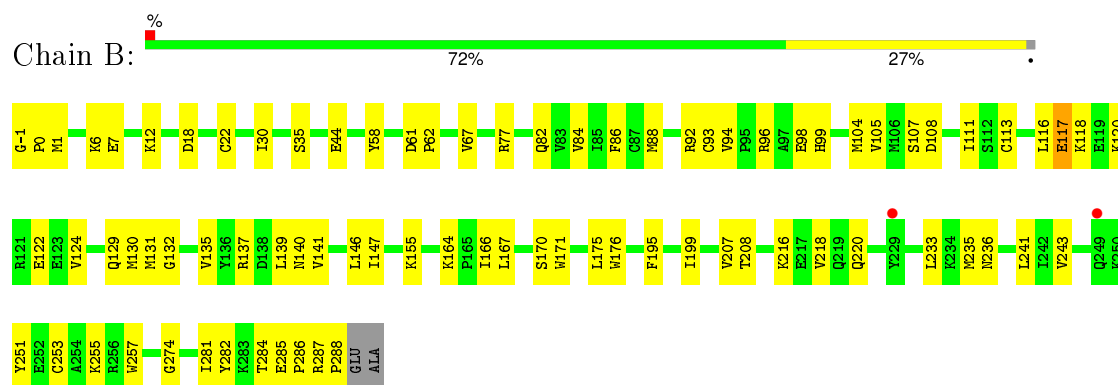 %
Chain B:
72% 27% •
G-1 P0 M1 K6 E7 K12 D18 C22 I30 S35 E44 Y58 D61 P62 V67 R77 Q82 V83 V84 I85 F86 C87 M88 R92 C93 V94 P95 R96 A97 E98 H99 M104 V105 M106 S107 D108 I111 S112 C113 L116 E117 K118 E119 K120
R121 E122 E123 V124 Q129 M130 M131 G132 V135 Y136 R137 D138 L139 N140 V141 L146 I147 K155 K164 P165 I166 L167 S170 W171 L175 W176 F195 I199 V207 T208 K216 E217 V218 Q219 Q220 Y229 L233 K234 M235 N236 L241 I242 V243 Q249 K250
Y251 E252 C253 A254 K255 R256 W257 G274 I281 Y282 K283 T284 E285 P286 R287 P288 GLU ALA